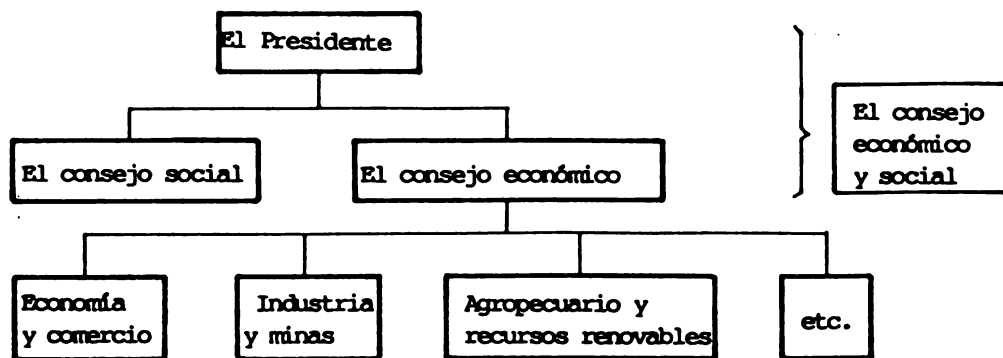 El Presidente
El consejo
económico
y social
El consejo social
El consejo económico
Economía
y comercio
Industria
y minas
Agropecuario y
recursos renovables
etc.